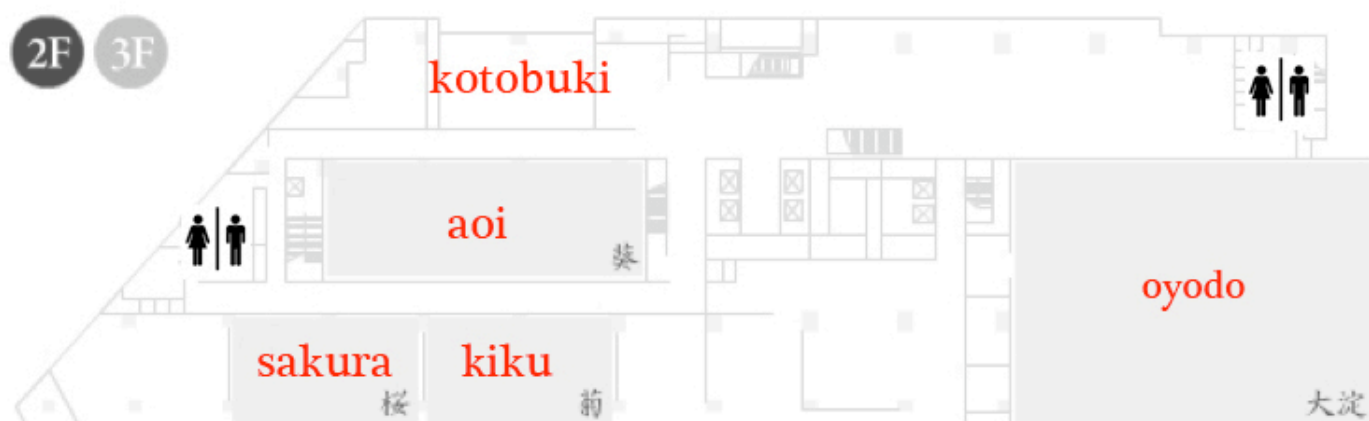 2F 3F
kotobuki
aoi
葵
oyodo
sakura
kiku
桜
菊
大淀